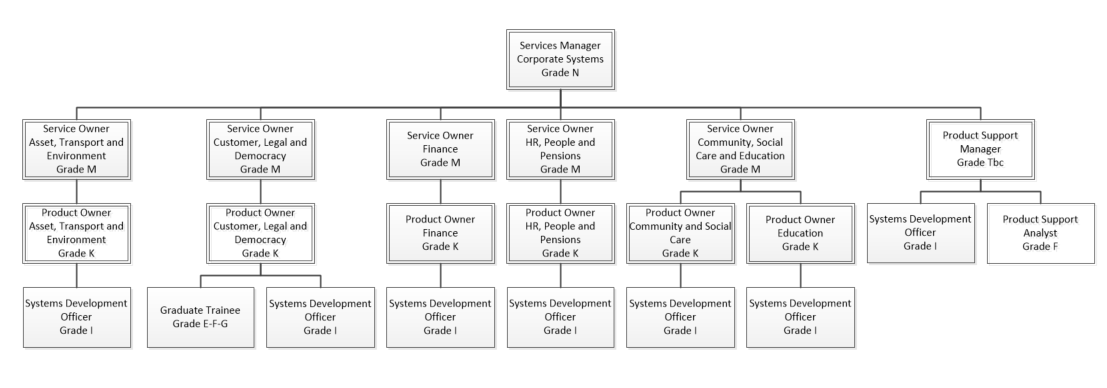 Services Manager
Corporate Systems
Grade N
Service Owner
Asset, Transport and
Environment
Grade M
Service Owner
Customer, Legal and
Democracy
Grade M
Service Owner
Finance
Grade M
Service Owner
HR, People and
Pensions
Grade M
Service Owner
Community, Social
Care and Education
Grade M
Product Support
Manager
Grade Tbc
Product Owner
Asset, Transport and
Environment
Grade K
Product Owner
Customer, Legal and
Democracy
Grade K
Product Owner
Finance
Grade K
Product Owner
HR, People and
Pensions
Grade K
Product Owner
Community and Social
Care
Grade K
Product Owner
Education
Grade K
Systems Development
Officer
Grade I
Product Support
Analyst
Grade F
Systems Development
Officer
Grade I
Graduate Trainee
Grade E-F-G
Systems Development
Officer
Grade I
Systems Development
Officer
Grade I
Systems Development
Officer
Grade I
Systems Development
Officer
Grade I
Systems Development
Officer
Grade I